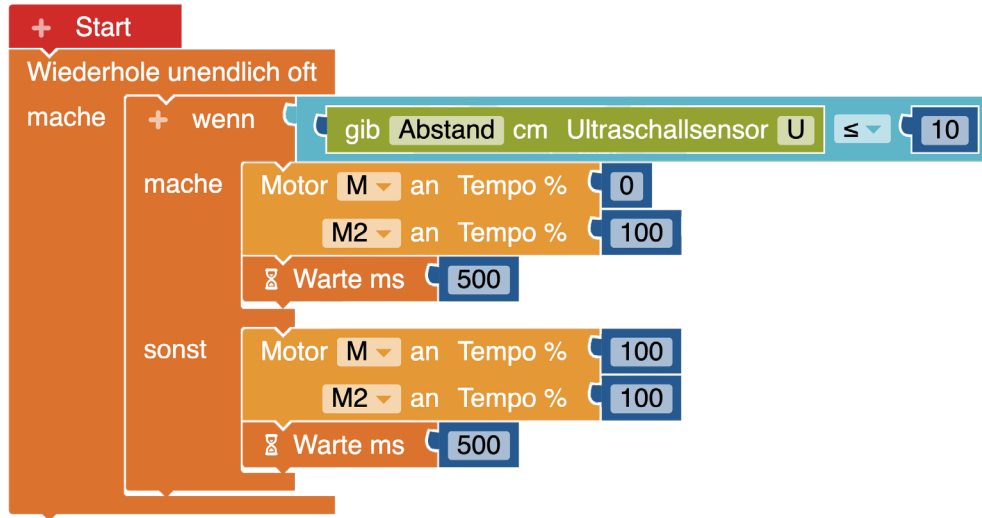 + Start
Wiederhole unendlich oft
mache + wenn gib Abstand cm Ultraschallsensor U ≤ 10
mache Motor M an Tempo % 0
M2 an Tempo % 100
Warte ms 500
sonst Motor M an Tempo % 100
M2 an Tempo % 100
Warte ms 500